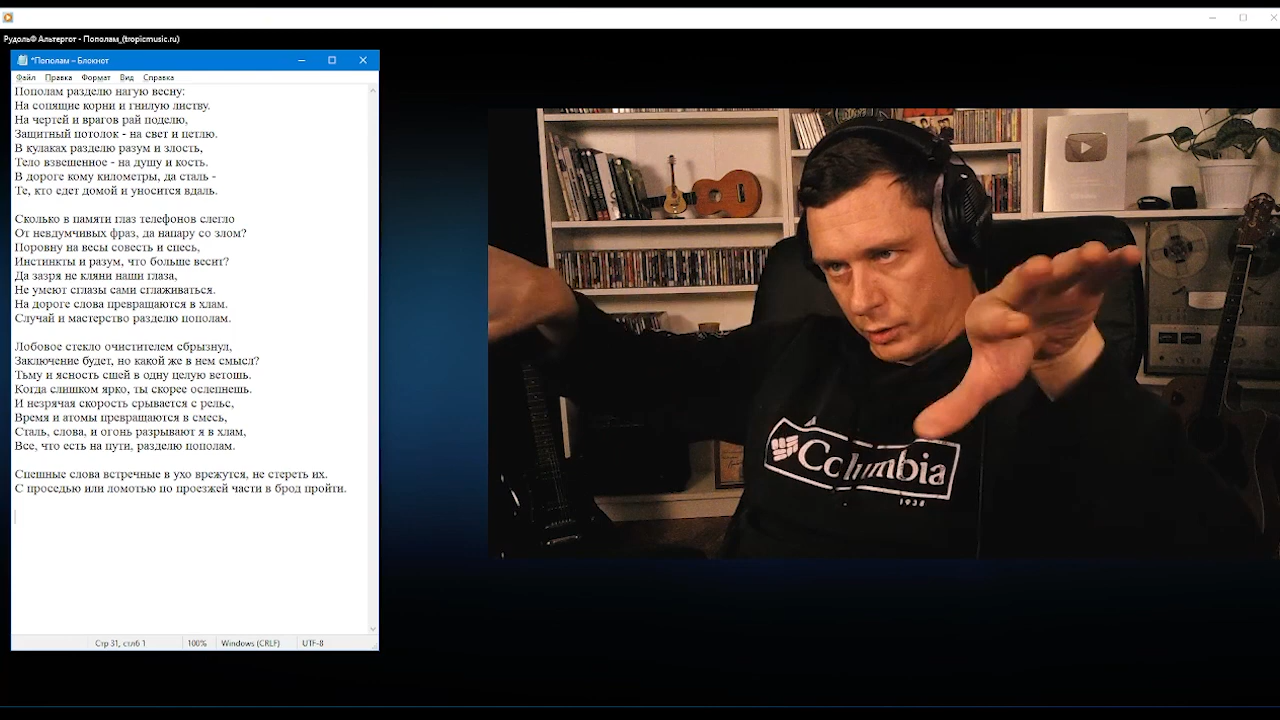 РудольФ Альтергот - Пополам_(tropicmusic.ru)
*Пополам – Блокнот
Файл Правка Формат Вид Справка
Пополам разделю нагую весну:
На сопящие корни и гнилую листву.
На чертей и врагов рай поделю,
Защитный потолок - на свет и петлю.
В кулаках разделю разум и злость,
Тело взвешенное - на душу и кость.
В дороге кому километры, да сталь -
Те, кто едет домой и уносится вдаль.
Сколько в памяти глаз телефонов слегло
От невдумчивых фраз, да напару со злом?
Поровну на весы совесть и спесь,
Инстинкты и разум, что больше весит?
Да зазря не кляни наши глаза,
Не умеют сглазы сами сглаживаться.
На дороге слова превращаются в хлам.
Случай и мастерство разделю пополам.
Лобовое стекло очистителем сбрызнул,
Заключение будет, но какой же в нем смысл?
Тьму и ясность сшей в одну целую ветошь.
Когда слишком ярко, ты скорее ослепнешь.
И незрячая скорость срывается с рельс,
Время и атомы превращаются в смесь,
Сталь, слова, и огонь разрывают я в хлам,
Все, что есть на пути, разделю пополам.
Спешные слова встречные в ухо врежутся, не стереть их.
С проседью или ломотью по проезжей части в брод пройти.
Стр 31, стлб 1 100% Windows (CRLF) UTF-8
Columbia
1938